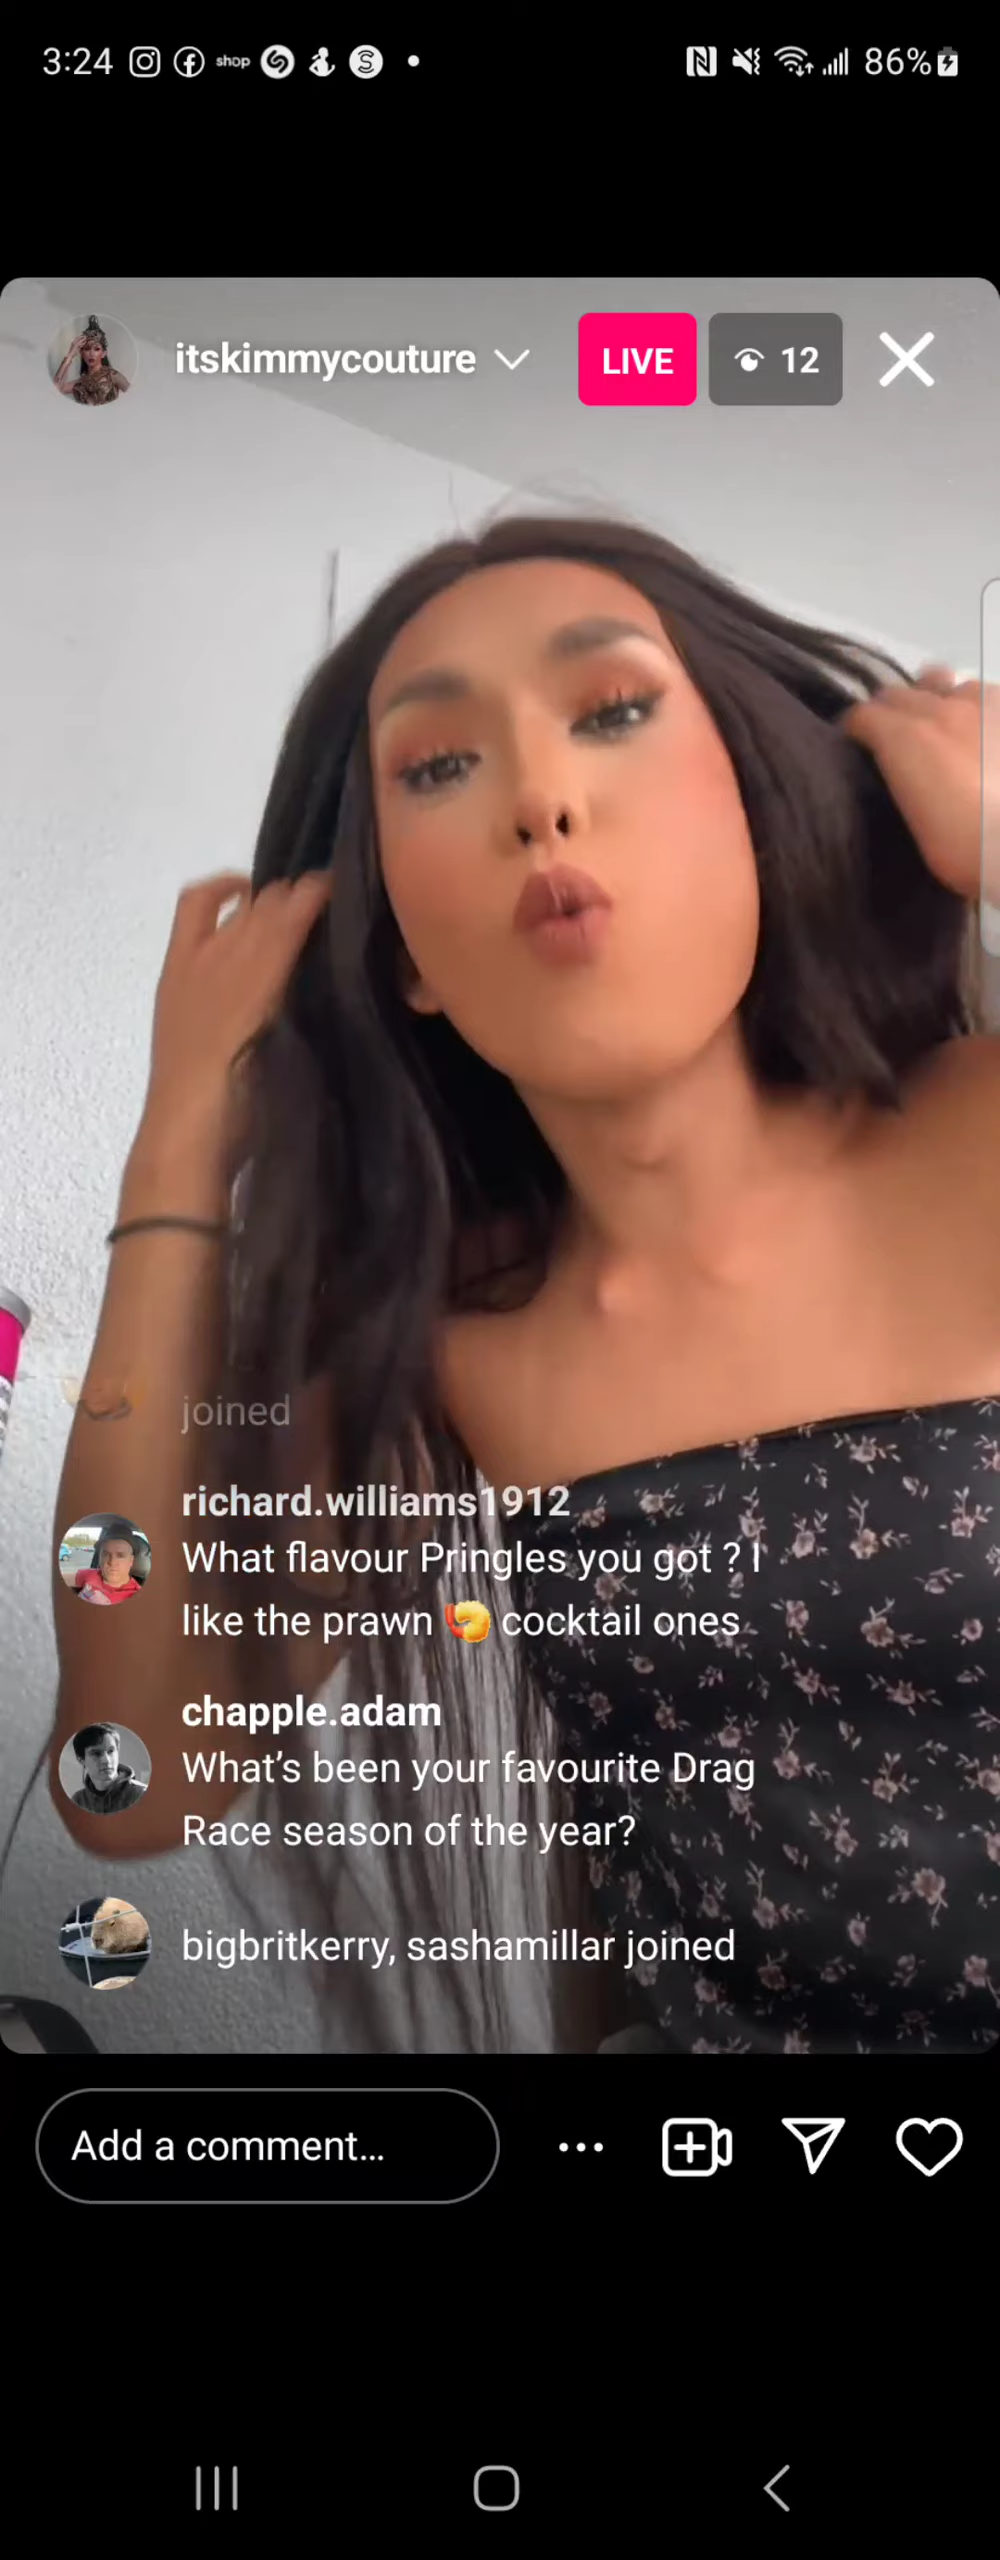 3:24 shop 86%
itskimmycouture LIVE 12
joined
richard.williams1912
What flavour Pringles you got ? I
like the prawn 🍤 cocktail ones
chapple.adam
What's been your favourite Drag
Race season of the year?
bigbritkerry, sashamillar joined
Add a comment...